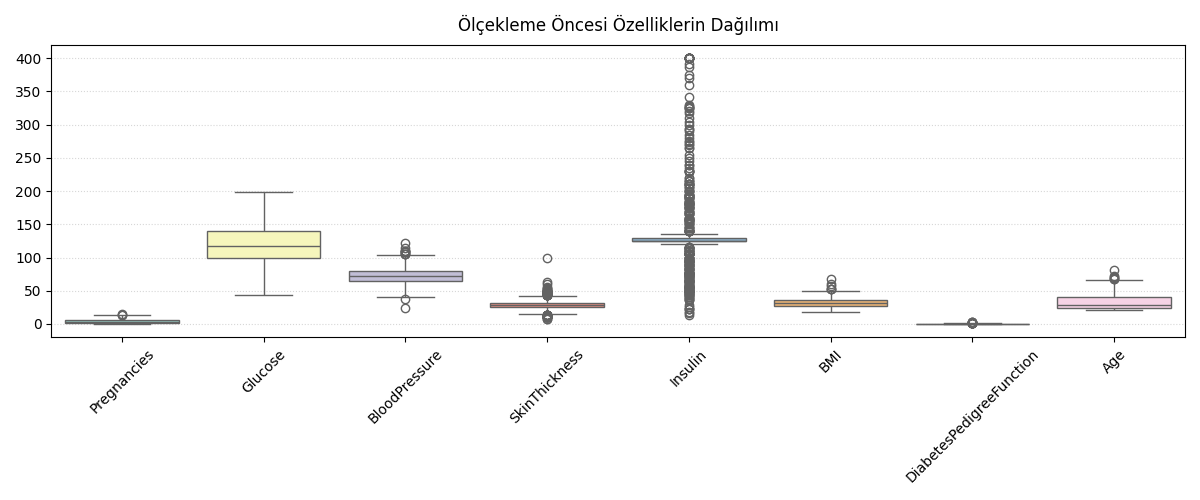 Ölçekleme Öncesi Özelliklerin Dağılımı
400
350
300
250
200
150
100
50
0
Pregnancies
Glucose
BloodPressure
SkinThickness
Insulin
BMI
DiabetesPedigreeFunction
Age